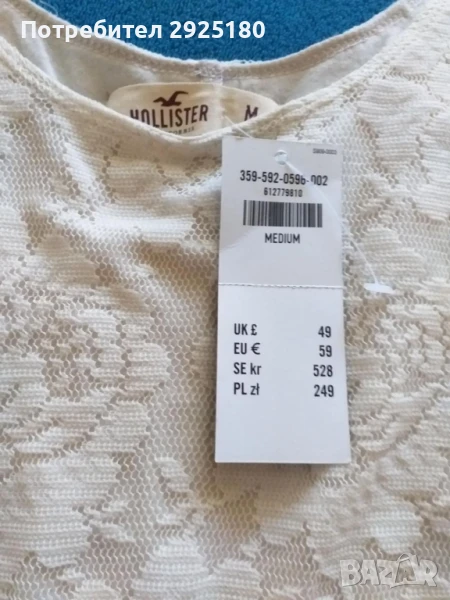 Потребител 2925180
HOLLISTER
M
359-592-0596-002
612779810
MEDIUM
UK £ 49
EU € 59
SE kr 528
PL zł 249
BAZAR